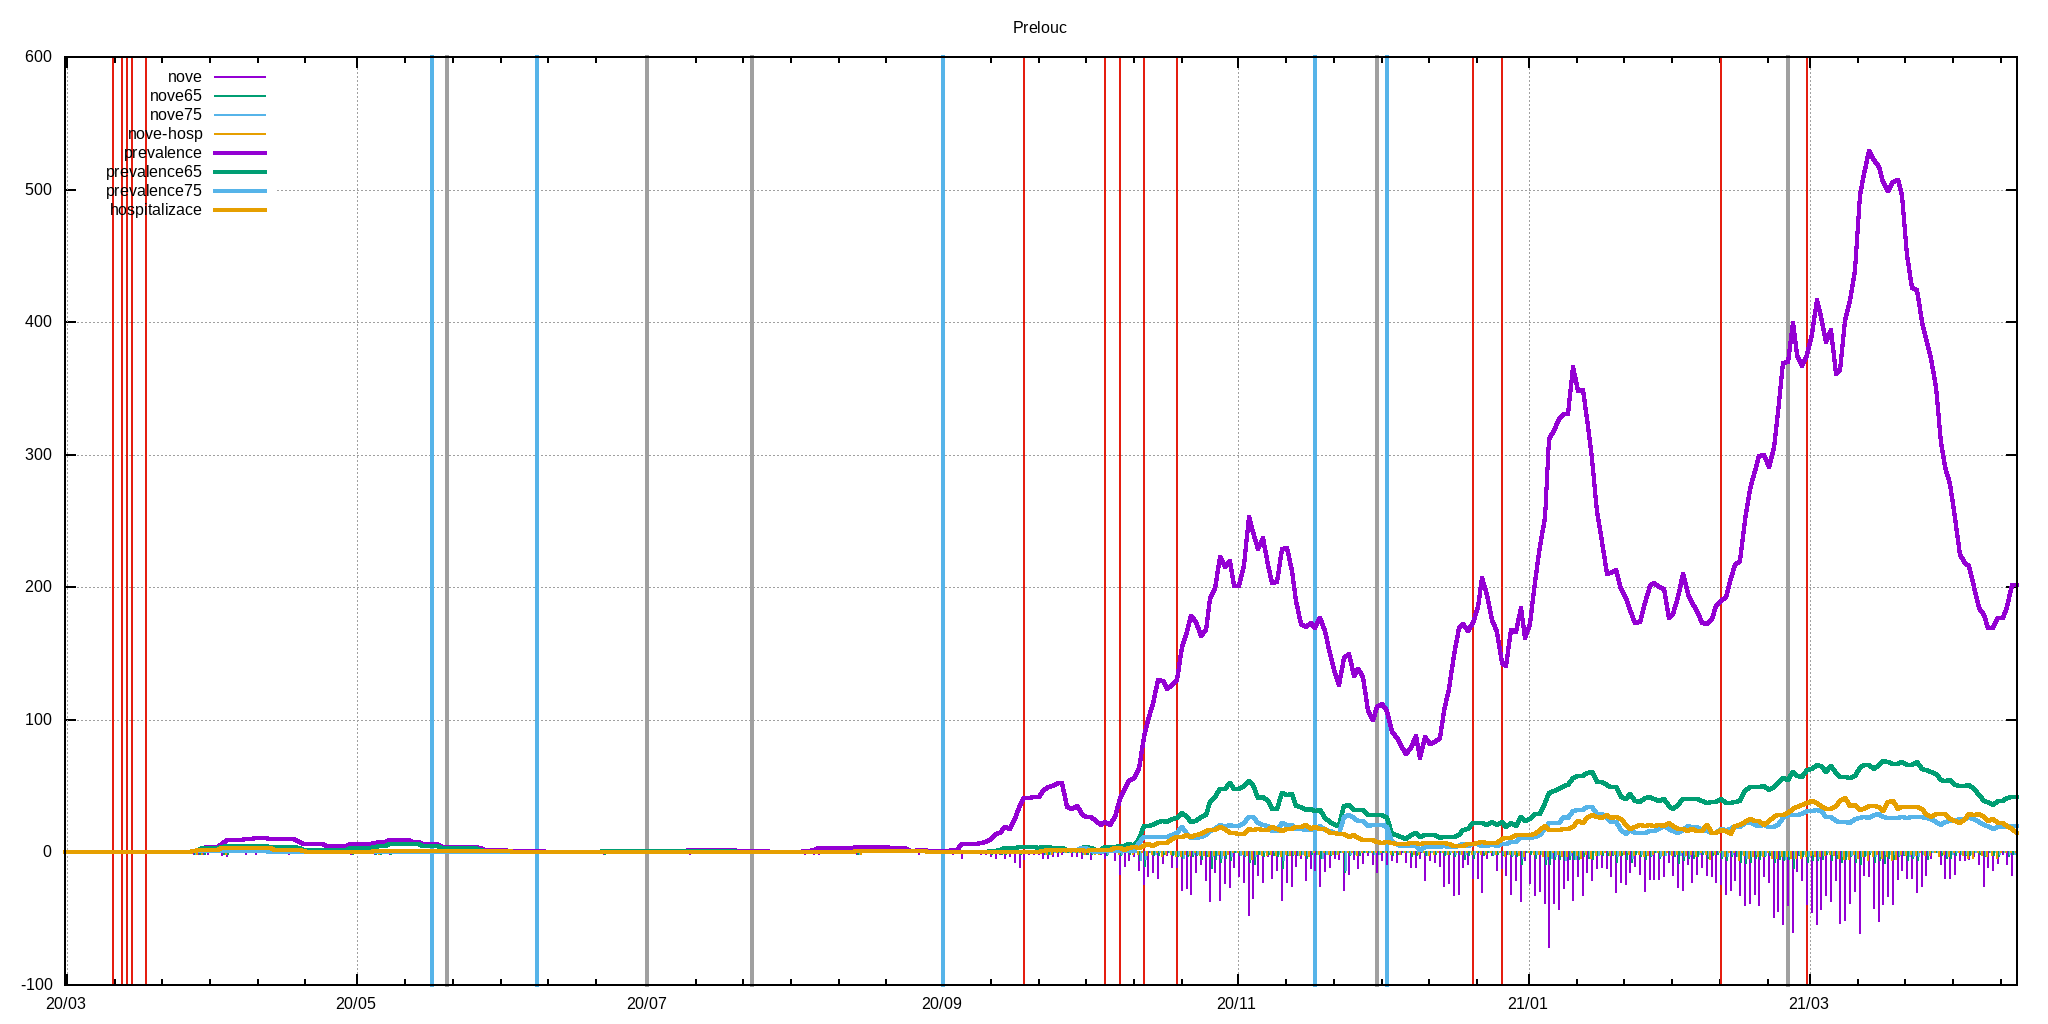 Prelouc
600
500
400
300
200
100
0
-100
nove
nove65
nove75
nove-hosp
prevalence
prevalence65
prevalence75
hospitalizace
20/03 20/05 20/07 20/09 20/11 21/01 21/03